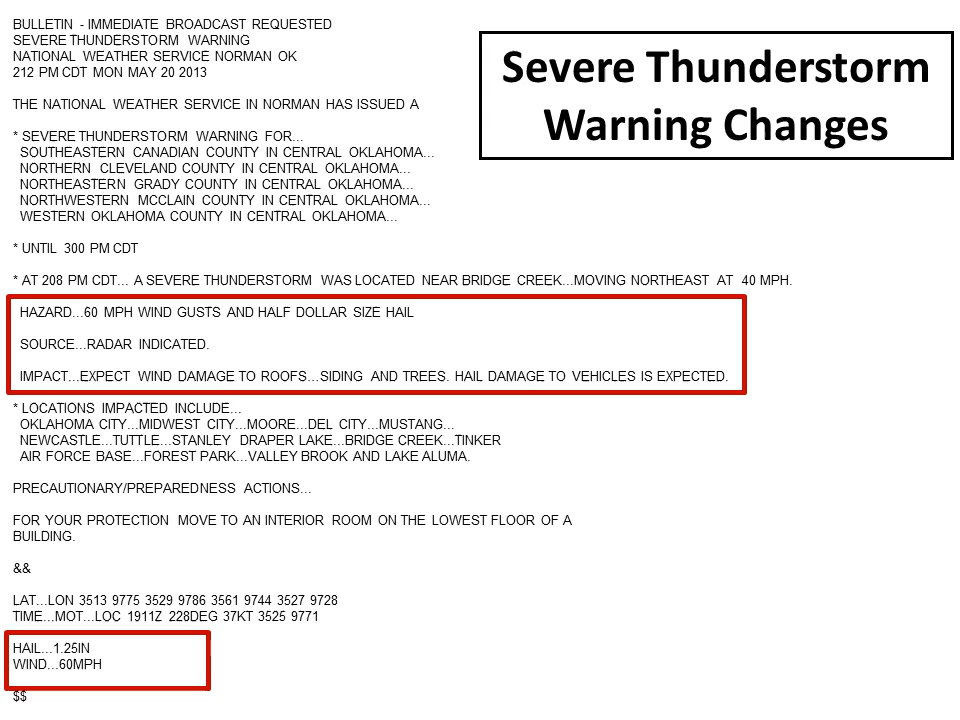 BULLETIN - IMMEDIATE BROADCAST REQUESTED
SEVERE THUNDERSTORM WARNING
NATIONAL WEATHER SERVICE NORMAN OK
212 PM CDT MON MAY 20 2013
Severe Thunderstorm
Warning Changes
THE NATIONAL WEATHER SERVICE IN NORMAN HAS ISSUED A
* SEVERE THUNDERSTORM WARNING FOR...
SOUTHEASTERN CANADIAN COUNTY IN CENTRAL OKLAHOMA...
NORTHERN CLEVELAND COUNTY IN CENTRAL OKLAHOMA...
NORTHEASTERN GRADY COUNTY IN CENTRAL OKLAHOMA...
NORTHWESTERN MCCLAIN COUNTY IN CENTRAL OKLAHOMA...
WESTERN OKLAHOMA COUNTY IN CENTRAL OKLAHOMA...
* UNTIL 300 PM CDT
* AT 208 PM CDT... A SEVERE THUNDERSTORM WAS LOCATED NEAR BRIDGE CREEK...MOVING NORTHEAST AT 40 MPH.
HAZARD...60 MPH WIND GUSTS AND HALF DOLLAR SIZE HAIL
SOURCE...RADAR INDICATED.
IMPACT...EXPECT WIND DAMAGE TO ROOFS...SIDING AND TREES. HAIL DAMAGE TO VEHICLES IS EXPECTED.
* LOCATIONS IMPACTED INCLUDE...
OKLAHOMA CITY...MIDWEST CITY...MOORE...DEL CITY...MUSTANG...
NEWCASTLE...TUTTLE...STANLEY DRAPER LAKE...BRIDGE CREEK...TINKER
AIR FORCE BASE...FOREST PARK...VALLEY BROOK AND LAKE ALUMA.
PRECAUTIONARY/PREPAREDNESS ACTIONS...
FOR YOUR PROTECTION MOVE TO AN INTERIOR ROOM ON THE LOWEST FLOOR OF A
BUILDING.
&&
LAT...LON 3513 9775 3529 9786 3561 9744 3527 9728
TIME...MOT...LOC 1911Z 228DEG 37KT 3525 9771
HAIL...1.25IN
WIND...60MPH
$$